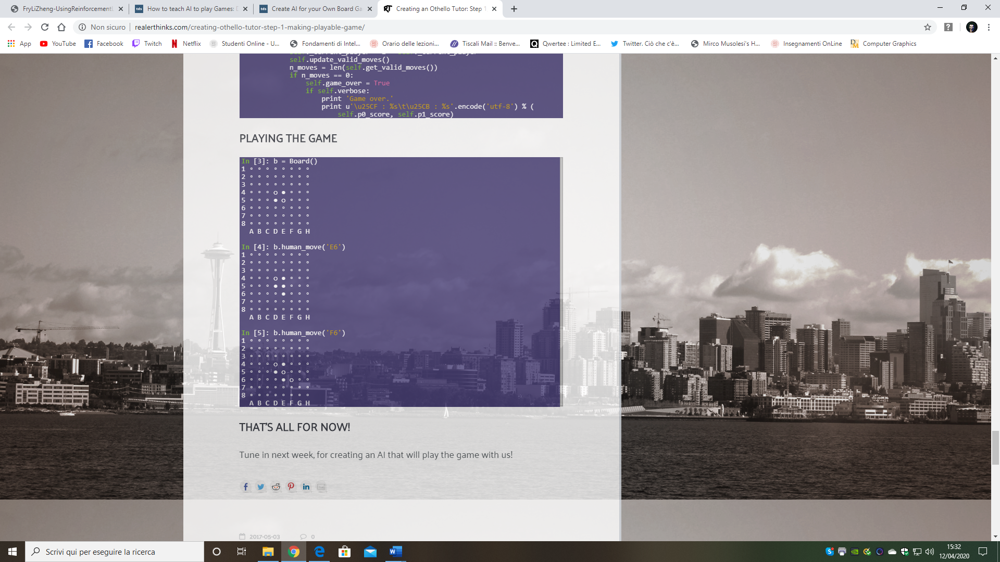 FryLiZheng-UsingReinforcementL
How to teach AI to play Games: D
Create AI for your Own Board Ga
Creating an Othello Tutor: Step 1
Non sicuro
realerthinks.com/creating-othello-tutor-step-1-making-playable-game/
App YouTube Facebook Twitch Netflix Studenti Online - U... Fondamenti di Intel... Orario delle lezioni... Tiscali Mail :: Benve... Qwertee : Limited E... Twitter. Ciò che c'è... Mirco Musolesi's H... Insegnamenti OnLine Computer Graphics
self.update_valid_moves()
n_moves = len(self.get_valid_moves())
if n_moves == 0:
self.game_over = True
if self.verbose:
print 'Game over.'
print u'\u25CF : %s\t\u25CB : %s'.encode('utf-8') % (
self.p0_score, self.p1_score)
PLAYING THE GAME
In [3]: b = Board()
1 ∘ ∘ ∘ ∘ ∘ ∘ ∘ ∘
2 ∘ ∘ ∘ ∘ ∘ ∘ ∘ ∘
3 ∘ ∘ ∘ ∘ ∘ ∘ ∘ ∘
4 ∘ ∘ ∘ ○ ● ∘ ∘ ∘
5 ∘ ∘ ∘ ● ○ ∘ ∘ ∘
6 ∘ ∘ ∘ ∘ ∘ ∘ ∘ ∘
7 ∘ ∘ ∘ ∘ ∘ ∘ ∘ ∘
8 ∘ ∘ ∘ ∘ ∘ ∘ ∘ ∘
A B C D E F G H
In [4]: b.human_move('E6')
1 ∘ ∘ ∘ ∘ ∘ ∘ ∘ ∘
2 ∘ ∘ ∘ ∘ ∘ ∘ ∘ ∘
3 ∘ ∘ ∘ ∘ ∘ ∘ ∘ ∘
4 ∘ ∘ ∘ ○ ● ∘ ∘ ∘
5 ∘ ∘ ∘ ● ● ∘ ∘ ∘
6 ∘ ∘ ∘ ∘ ● ∘ ∘ ∘
7 ∘ ∘ ∘ ∘ ∘ ∘ ∘ ∘
8 ∘ ∘ ∘ ∘ ∘ ∘ ∘ ∘
A B C D E F G H
In [5]: b.human_move('F6')
1 ∘ ∘ ∘ ∘ ∘ ∘ ∘ ∘
2 ∘ ∘ ∘ ∘ ∘ ∘ ∘ ∘
3 ∘ ∘ ∘ ∘ ∘ ∘ ∘ ∘
4 ∘ ∘ ∘ ○ ● ∘ ∘ ∘
5 ∘ ∘ ∘ ● ○ ∘ ∘ ∘
6 ∘ ∘ ∘ ∘ ● ○ ∘ ∘
7 ∘ ∘ ∘ ∘ ∘ ∘ ∘ ∘
8 ∘ ∘ ∘ ∘ ∘ ∘ ∘ ∘
A B C D E F G H
THAT'S ALL FOR NOW!
Tune in next week, for creating an AI that will play the game with us!
2017-05-03 0
Scrivi qui per eseguire la ricerca
15:32
12/04/2020